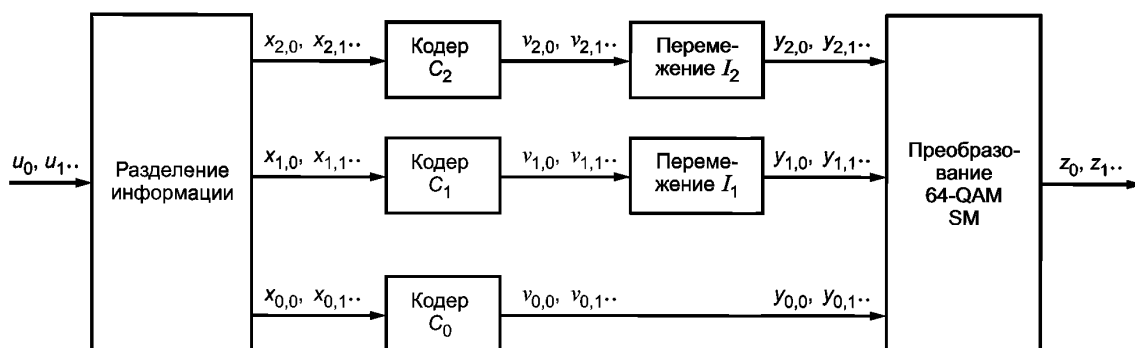 x2,0, x2,1..
Кодер
C2
v2,0, v2,1..
Переме-
жение I2
y2,0, y2,1..
u0, u1..
Разделение
информации
x1,0, x1,1..
Кодер
C1
v1,0, v1,1..
Переме-
жение I1
y1,0, y1,1..
Преобразо-
вание
64-QAM
SM
z0, z1..
x0,0, x0,1..
Кодер
C0
v0,0, v0,1..
y0,0, y0,1..